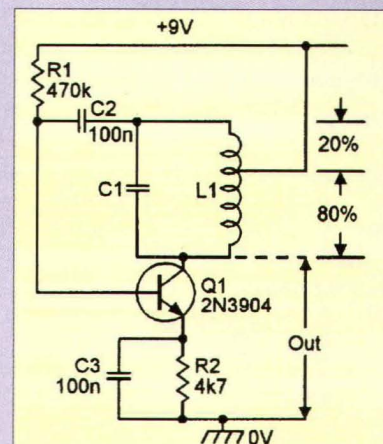 +9V
R1
470k
C2
100n
20%
C1
L1
80%
Q1
2N3904
Out
C3
100n
R2
4k7
0V